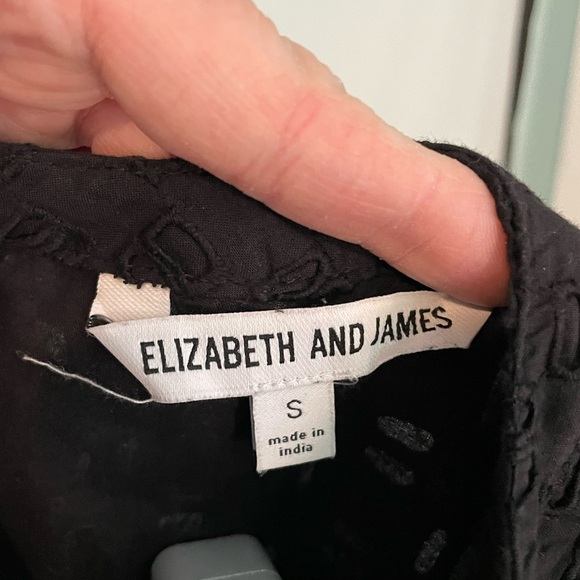 ELIZABETH AND JAMES
S
made in
india